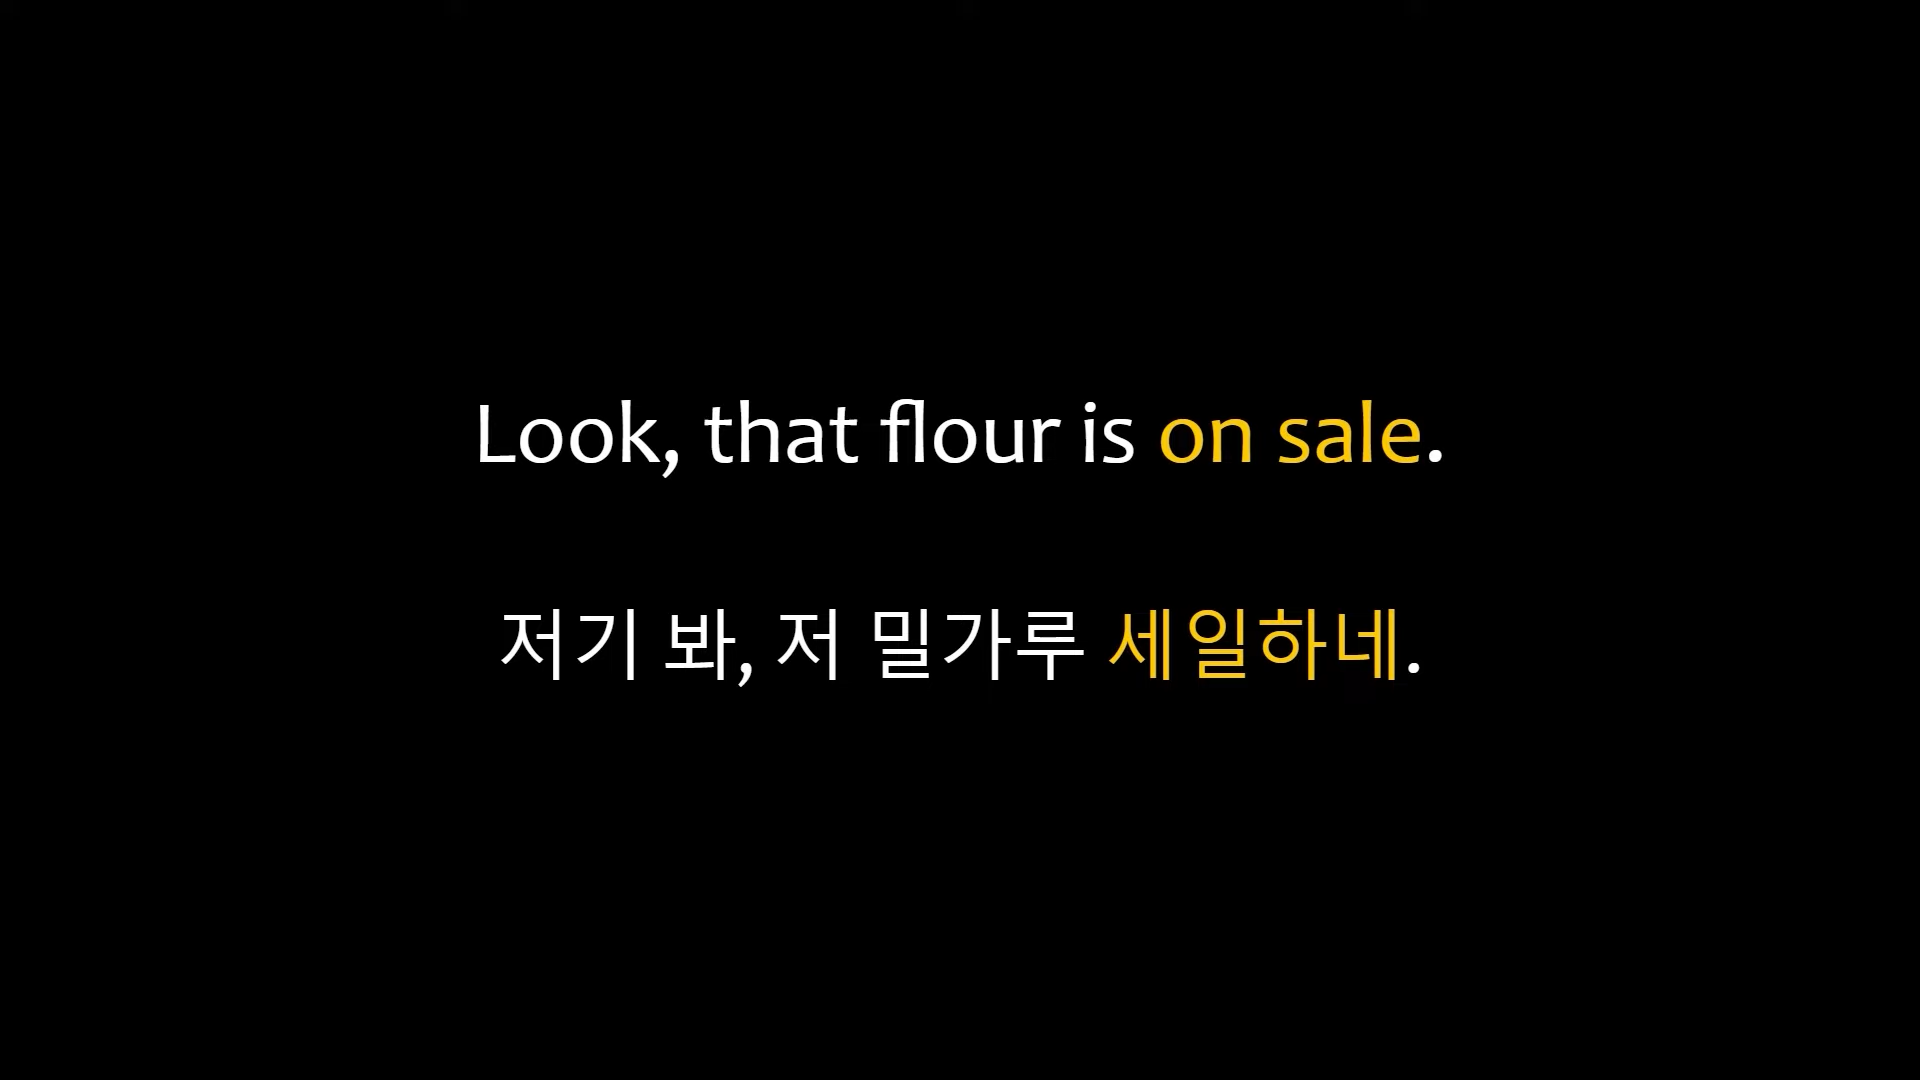 Look, that flour is on sale.
저기 봐, 저 밀가루 세일하네.